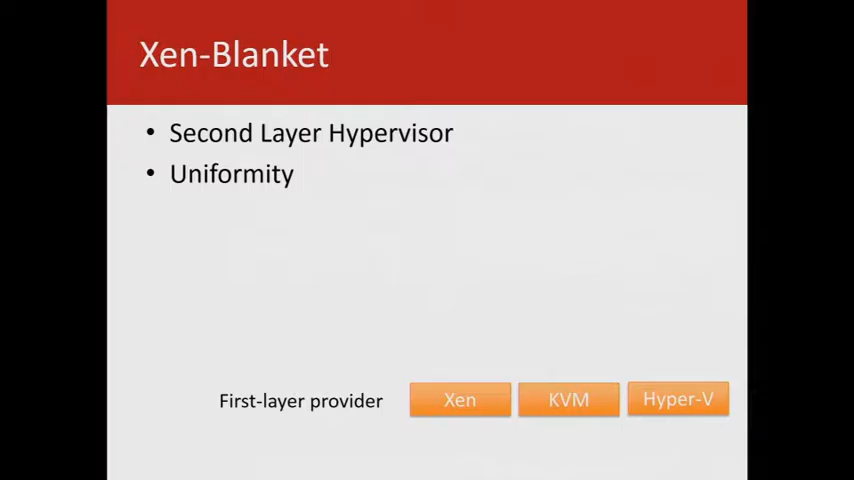 Xen-Blanket
• Second Layer Hypervisor
• Uniformity
First-layer provider Xen KVM Hyper-V